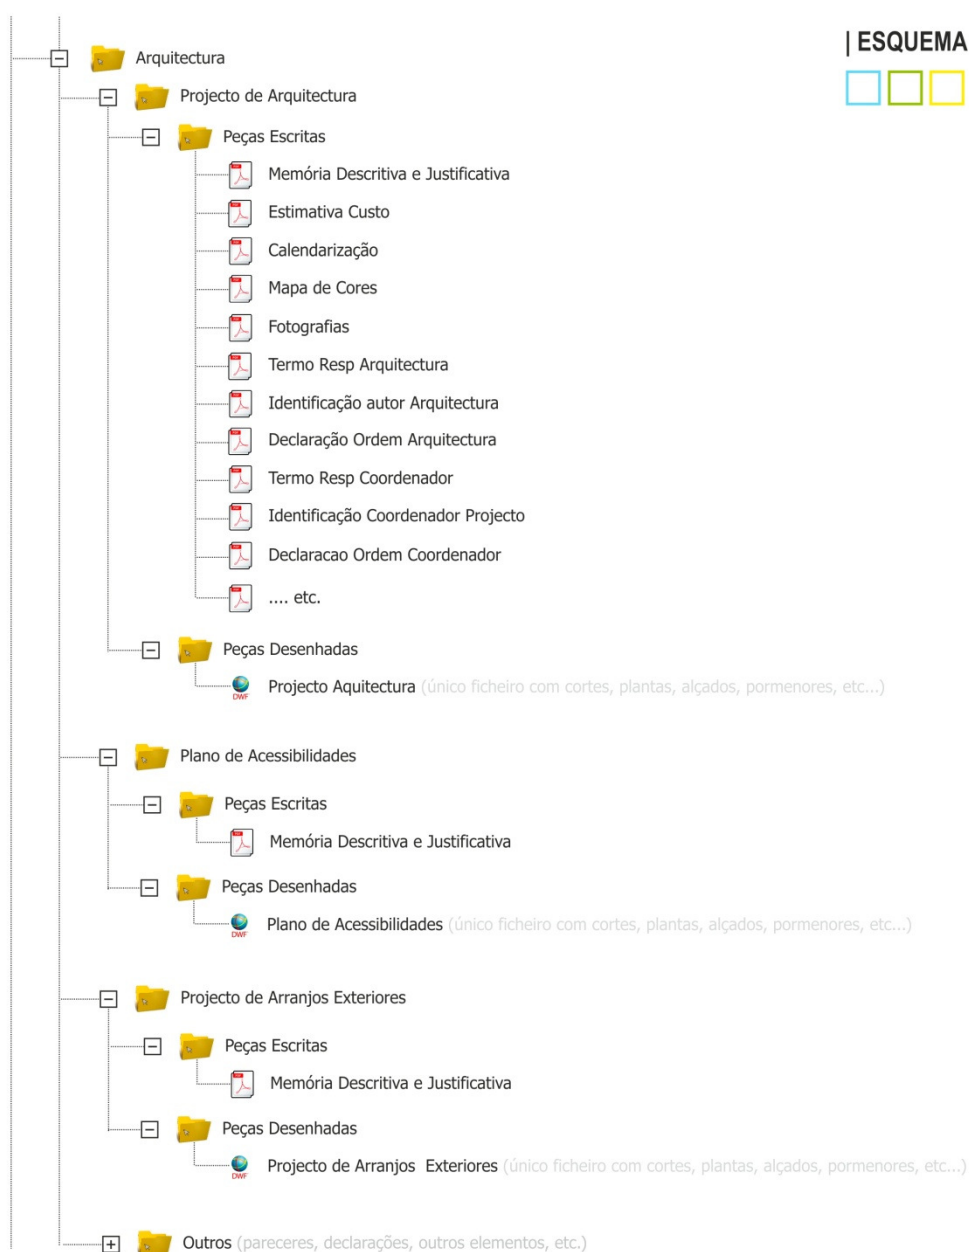 | ESQUEMA
Arquitectura
Projecto de Arquitectura
Peças Escritas
Memória Descritiva e Justificativa
Estimativa Custo
Calendarização
Mapa de Cores
Fotografias
Termo Resp Arquitectura
Identificação autor Arquitectura
Declaração Ordem Arquitectura
Termo Resp Coordenador
Identificação Coordenador Projecto
Declaracao Ordem Coordenador
.... etc.
Peças Desenhadas
DWF Projecto Aquitectura (único ficheiro com cortes, plantas, alçados, pormenores, etc...)
Plano de Acessibilidades
Peças Escritas
Memória Descritiva e Justificativa
Peças Desenhadas
DWF Plano de Acessibilidades (único ficheiro com cortes, plantas, alçados, pormenores, etc...)
Projecto de Arranjos Exteriores
Peças Escritas
Memória Descritiva e Justificativa
Peças Desenhadas
DWF Projecto de Arranjos Exteriores (único ficheiro com cortes, plantas, alçados, pormenores, etc...)
Outros (pareceres, declarações, outros elementos, etc.)